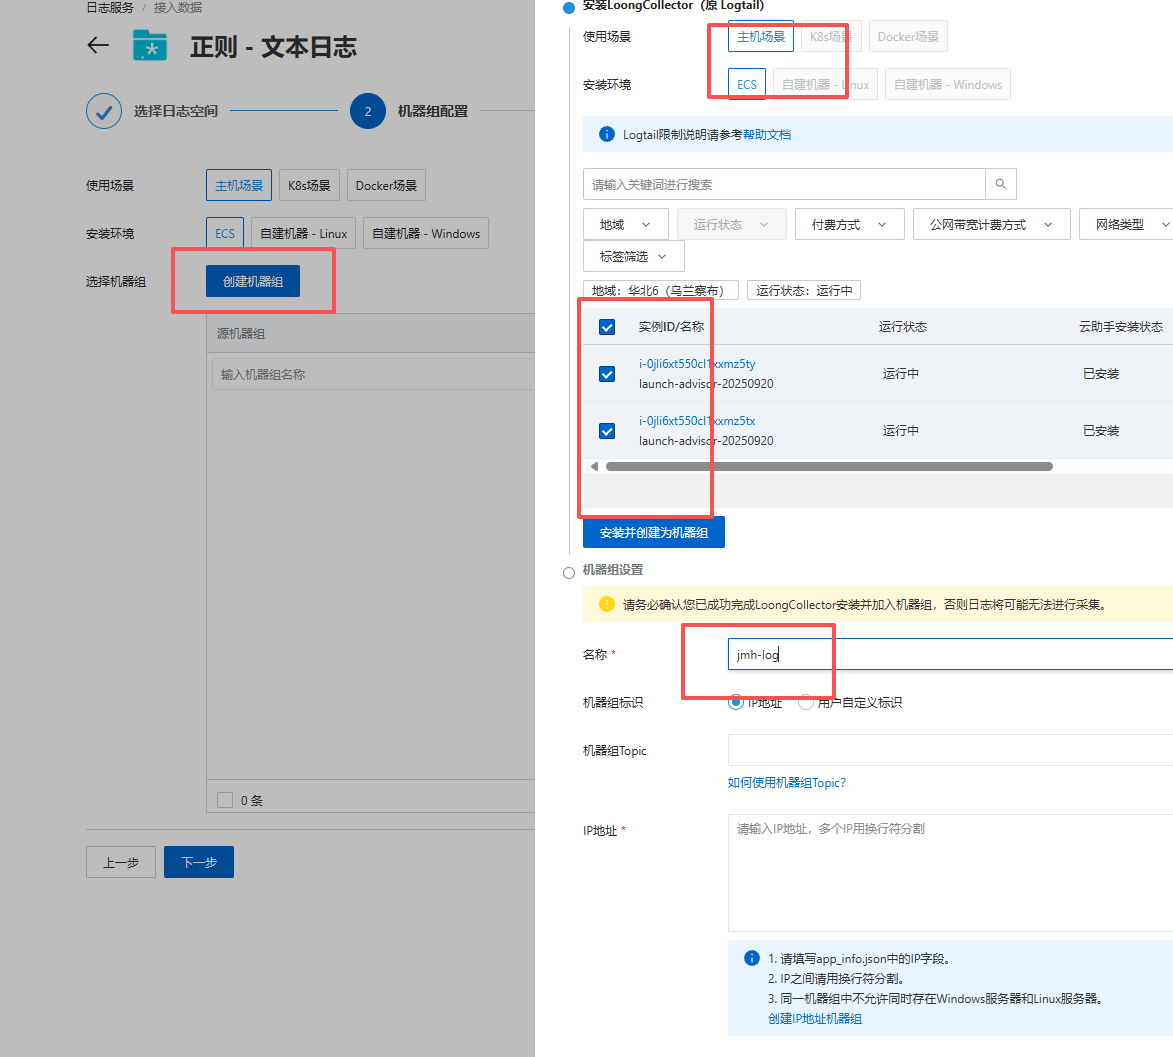 日志服务 / 接入数据
正则 - 文本日志
选择日志空间
2 机器组配置
使用场景 主机场景 K8s场景 Docker场景
安装环境 ECS 自建机器 - Linux 自建机器 - Windows
选择机器组 创建机器组
源机器组
输入机器组名称
0 条
上一步 下一步
安装LoongCollector（原 Logtail）
使用场景 主机场景 K8s场景 Docker场景
安装环境 ECS 自建机器 - Linux 自建机器 - Windows
Logtail限制说明请参考帮助文档
请输入关键词进行搜索
地域 运行状态 付费方式 公网带宽计费方式 网络类型
标签筛选
地域：华北6（乌兰察布） 运行状态：运行中
实例ID/名称 运行状态 云助手安装状态
i-0jli6xt550cl1xxmz5ty
launch-advisor-20250920
运行中 已安装
i-0jli6xt550cl1xxmz5tx
launch-advisor-20250920
运行中 已安装
安装并创建为机器组
机器组设置
请务必确认您已成功完成LoongCollector安装并加入机器组，否则日志将可能无法进行采集。
名称 * jmh-log
机器组标识 IP地址 用户自定义标识
机器组Topic
如何使用机器组Topic?
IP地址 * 请输入IP地址，多个IP用换行符分割
1. 请填写app_info.json中的IP字段。
2. IP之间请用换行符分割。
3. 同一机器组中不允许同时存在Windows服务器和Linux服务器。
创建IP地址机器组